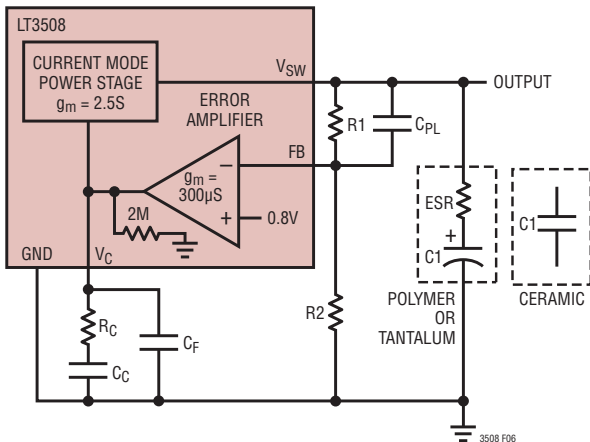 LT3508
CURRENT MODE
POWER STAGE
gm = 2.5S
VSW
OUTPUT
ERROR
AMPLIFIER
R1
CPL
FB
gm =
300µS
–
+
0.8V
2M
ESR
+
C1
C1
GND
VC
POLYMER
OR
TANTALUM
CERAMIC
RC
CF
R2
CC
3508 F06